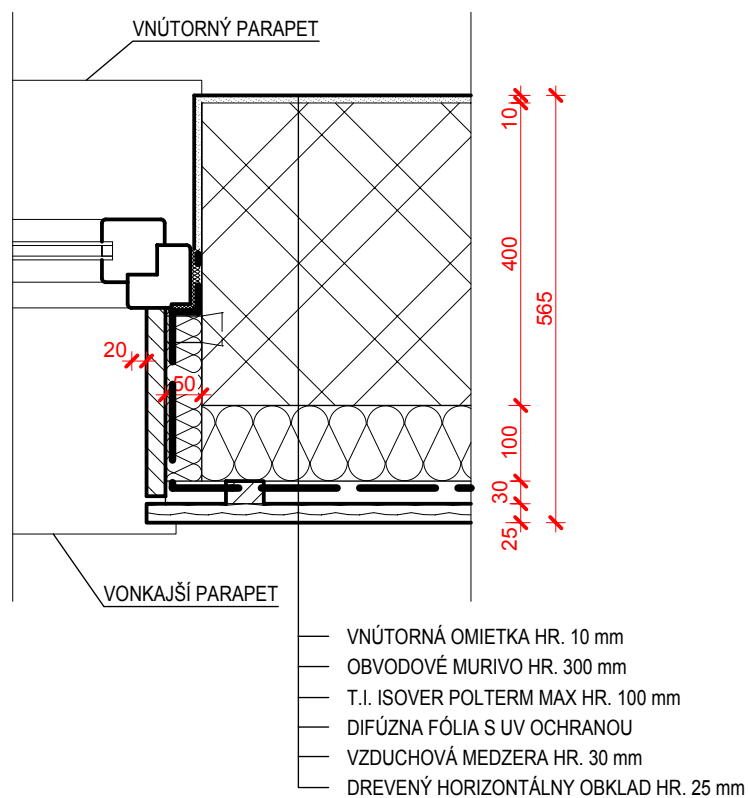 VNÚTORNÝ PARAPET
10
400
565
20
50
100
30
25
VONKAJŠÍ PARAPET
VNÚTORNÁ OMIETKA HR. 10 mm
OBVODOVÉ MURIVO HR. 300 mm
T.I. ISOVER POLTERM MAX HR. 100 mm
DIFÚZNA FÓLIA S UV OCHRANOU
VZDUCHOVÁ MEDZERA HR. 30 mm
DREVENÝ HORIZONTÁLNY OBKLAD HR. 25 mm